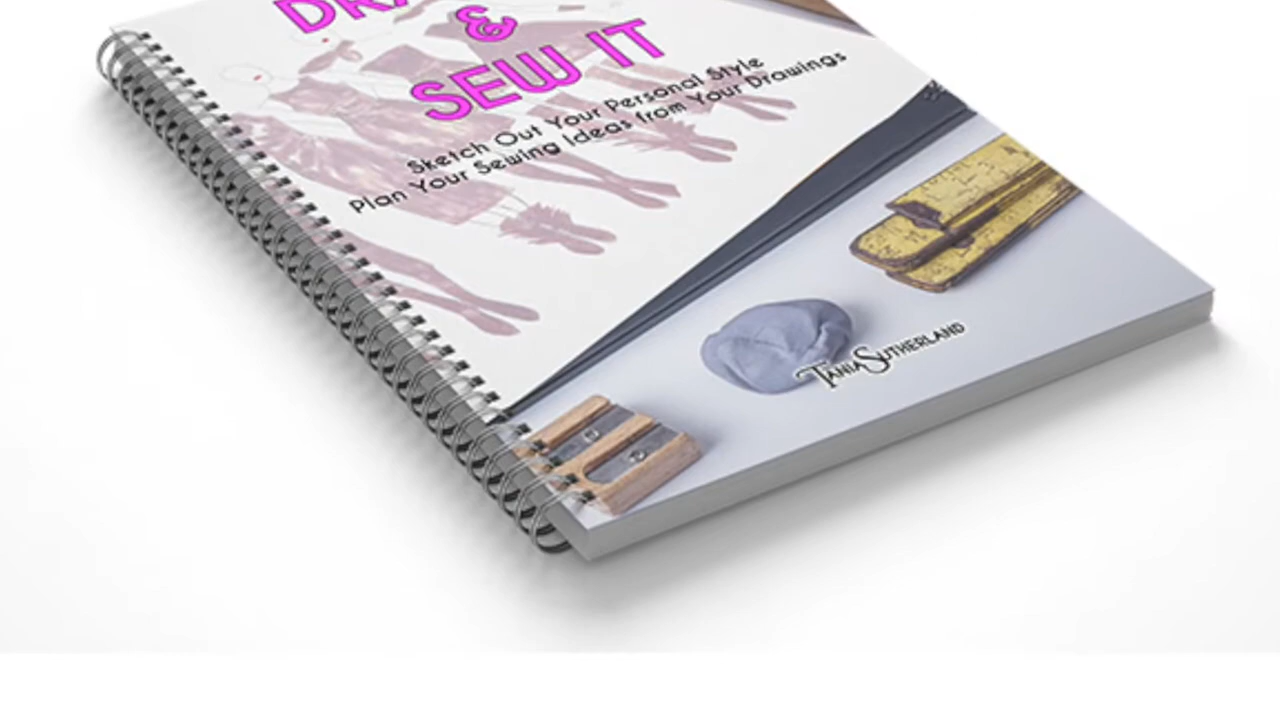 &
SEW IT
Sketch Out Your Personal Style
Plan Your Sewing Ideas from Your Drawings
Tania Sutherland